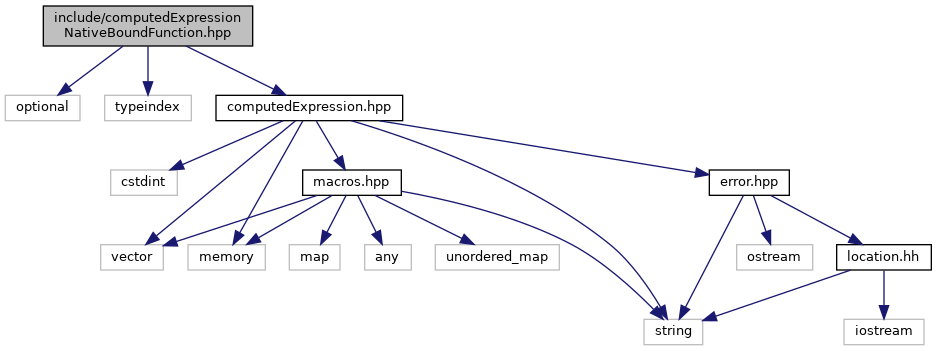 include/computedExpression
NativeBoundFunction.hpp
optional
typeindex
computedExpression.hpp
cstdint
macros.hpp
error.hpp
vector
memory
map
any
unordered_map
ostream
location.hh
string
iostream